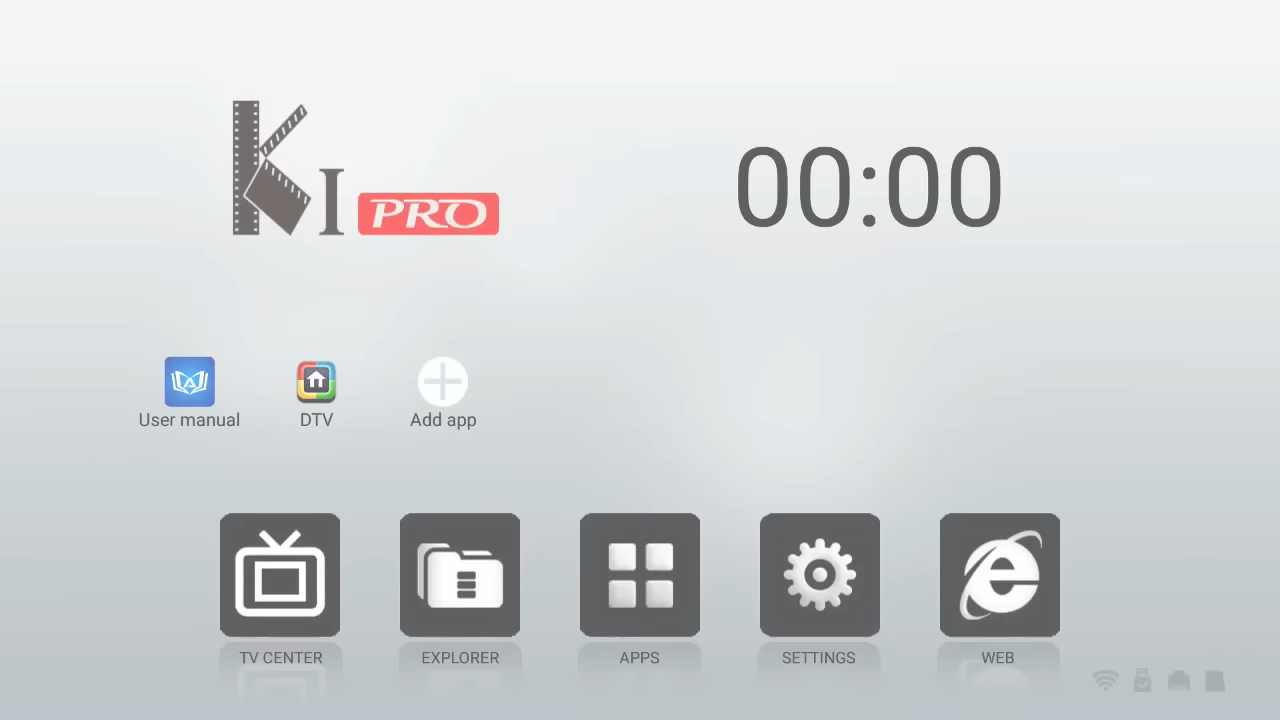 KI PRO
00:00
User manual
DTV
Add app
TV CENTER
EXPLORER
APPS
SETTINGS
WEB